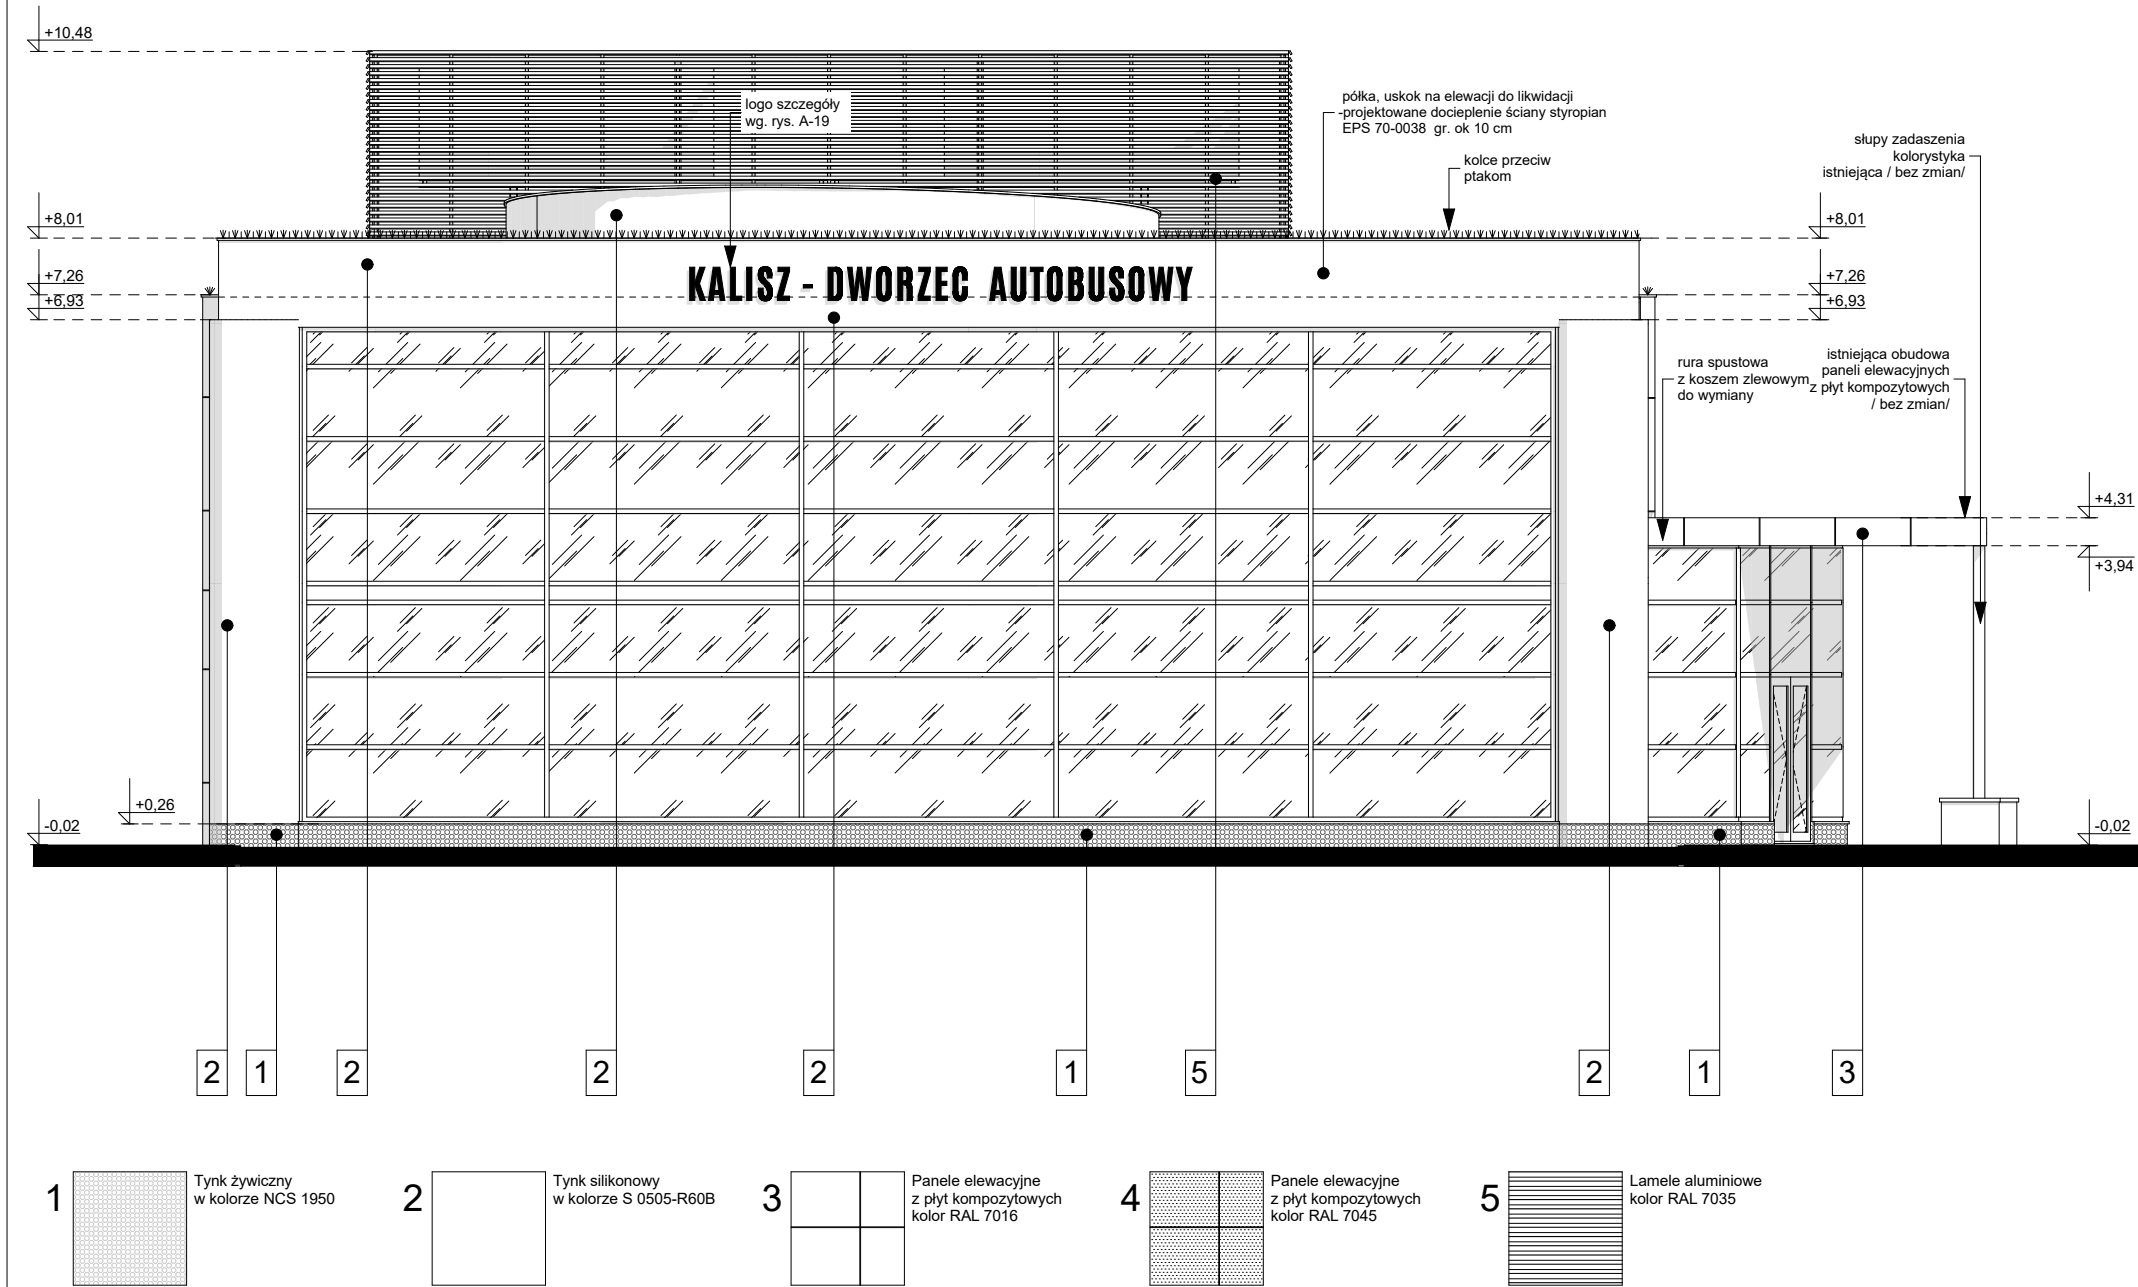 +10,48
logo szczegóły
wg. rys. A-19
półka, uskok na elewacji do likwidacji
-projektowane docieplenie ściany styropian
EPS 70-0038 gr. ok 10 cm
kolce przeciw
ptakom
słupy zadaszenia
kolorystyka
istniejąca / bez zmian/
+8,01
+8,01
+7,26
+6,93
KALISZ - DWORZEC AUTOBUSOWY
+7,26
+6,93
rura spustowa
z koszem zlewowym
do wymiany
istniejąca obudowa
paneli elewacyjnych
z płyt kompozytowych
/ bez zmian/
+4,31
+3,94
+0,26
-0,02
-0,02
2 1 2 2 2 1 5 2 1 3
1
Tynk żywiczny
w kolorze NCS 1950
2
Tynk silikonowy
w kolorze S 0505-R60B
3
Panele elewacyjne
z płyt kompozytowych
kolor RAL 7016
4
Panele elewacyjne
z płyt kompozytowych
kolor RAL 7045
5
Lamele aluminiowe
kolor RAL 7035